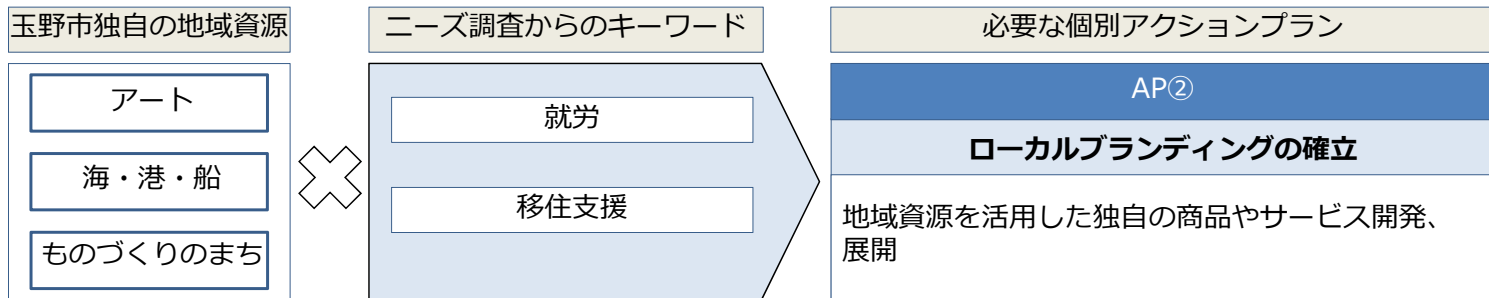 玉野市独自の地域資源
ニーズ調査からのキーワード
必要な個別アクションプラン
アート
海・港・船
ものづくりのまち
就労
移住支援
AP②
ローカルブランディングの確立
地域資源を活用した独自の商品やサービス開発、
展開